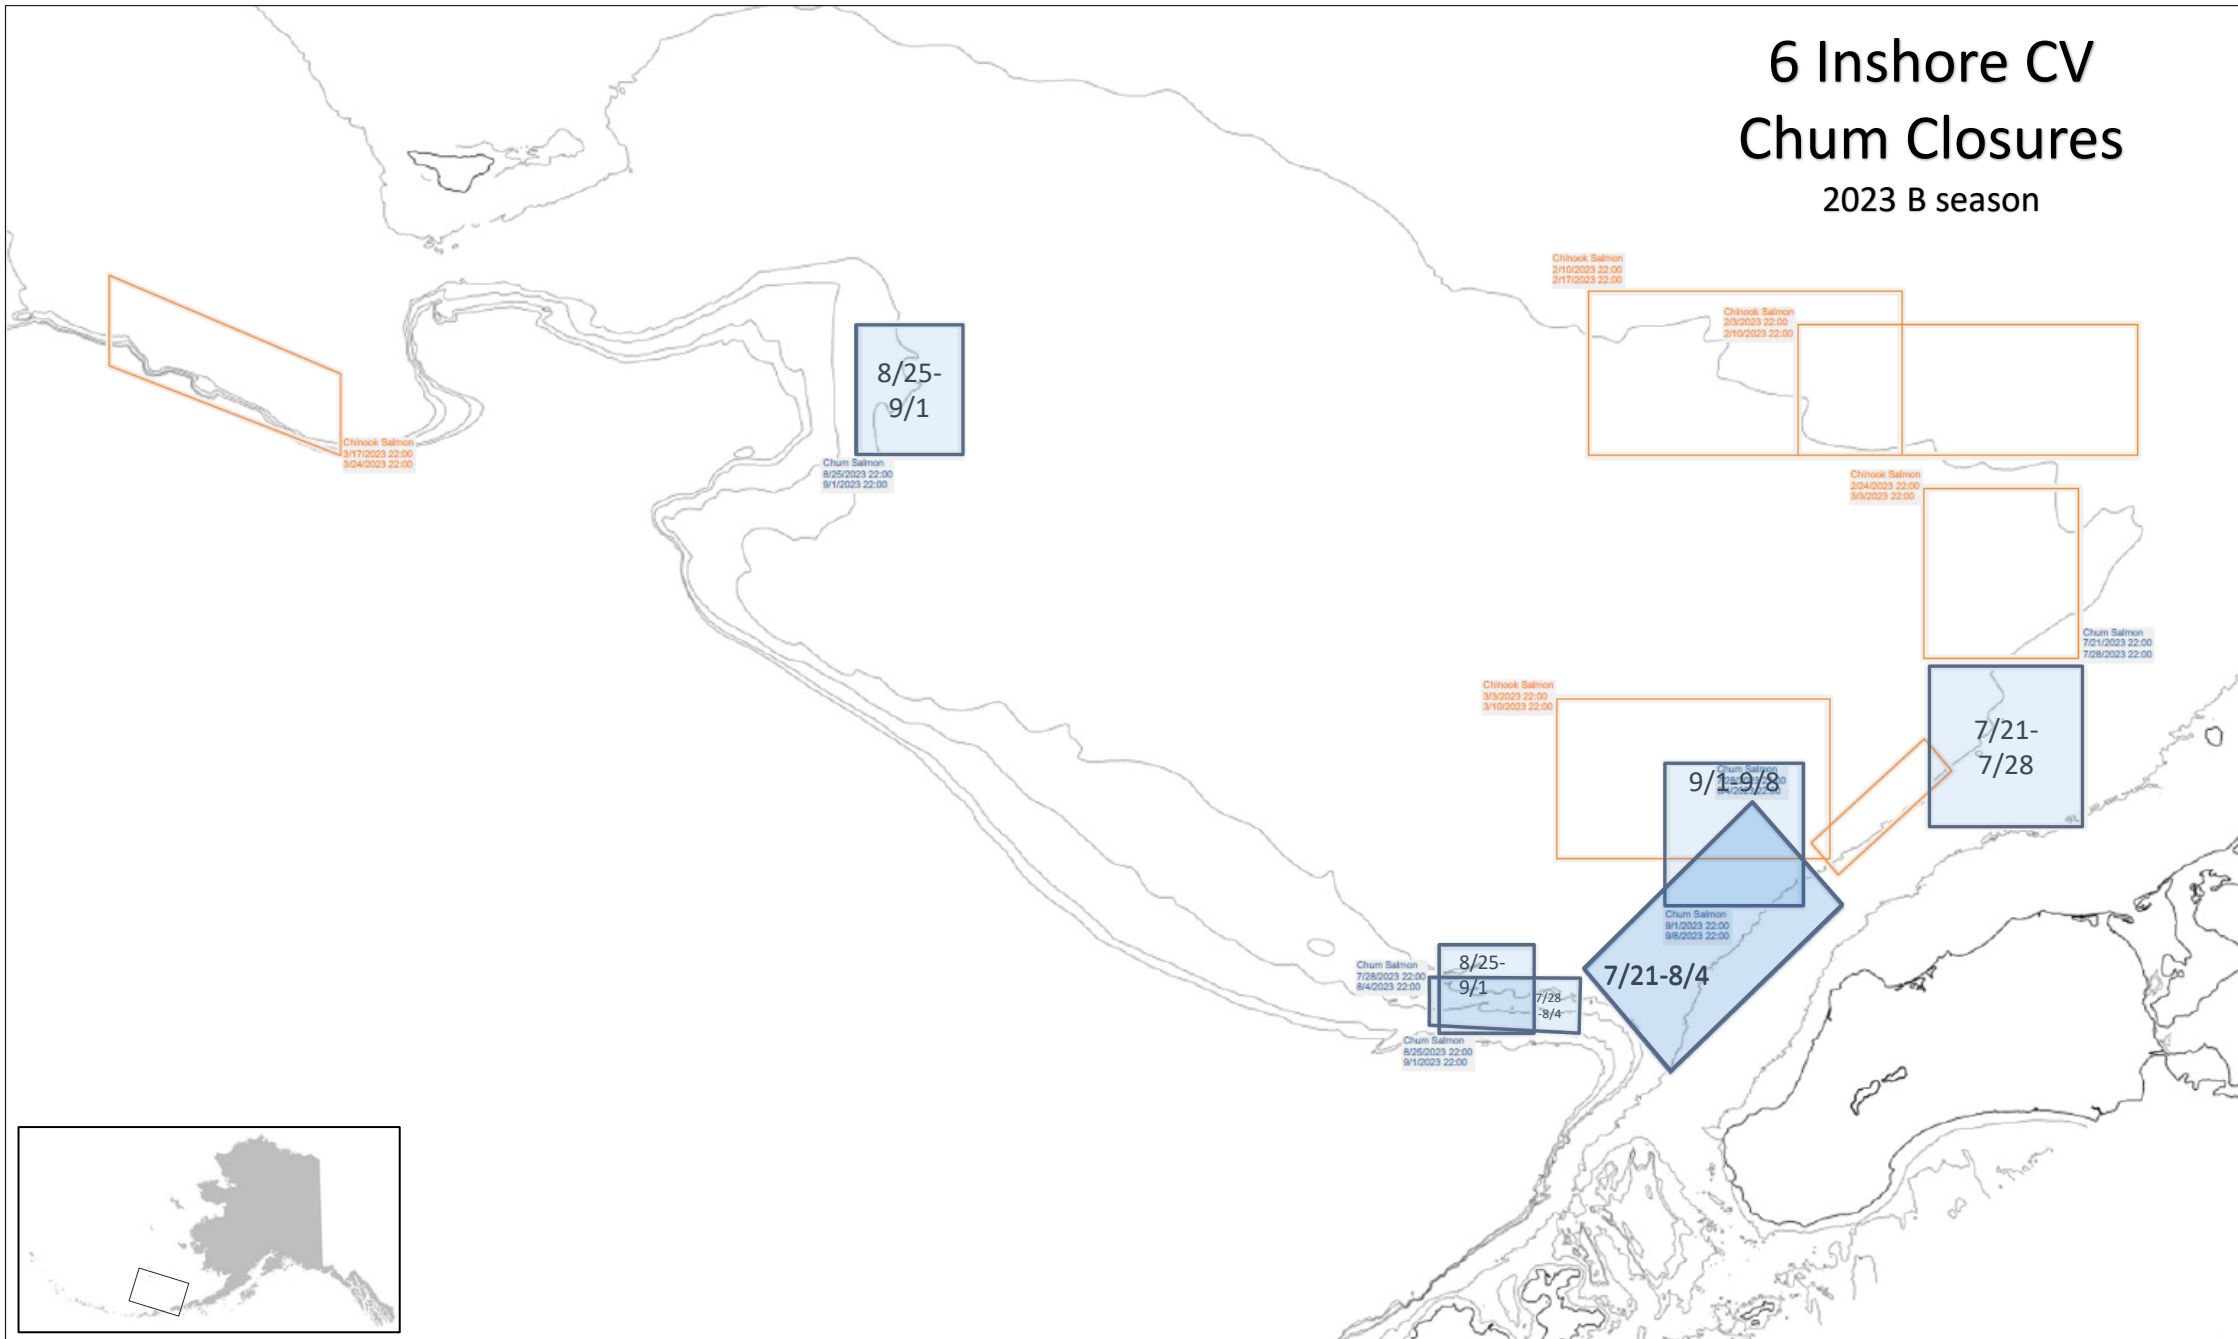 6 Inshore CV
Chum Closures
2023 B season
Chinook Salmon
2/10/2023 22:00
2/17/2023 22:00
Chinook Salmon
2/3/2023 22:00
2/10/2023 22:00
8/25-
9/1
Chinook Salmon
3/17/2023 22:00
3/24/2023 22:00
Chum Salmon
8/25/2023 22:00
9/1/2023 22:00
Chinook Salmon
2/24/2023 22:00
3/3/2023 22:00
Chum Salmon
7/21/2023 22:00
7/28/2023 22:00
Chinook Salmon
3/3/2023 22:00
3/10/2023 22:00
7/21-
7/28
Chum Salmon
9/1-9/8
Chum Salmon
9/1/2023 22:00
9/8/2023 22:00
7/21-8/4
Chum Salmon
7/28/2023 22:00
8/4/2023 22:00
8/25-
9/1
7/28
-8/4
Chum Salmon
8/25/2023 22:00
9/1/2023 22:00